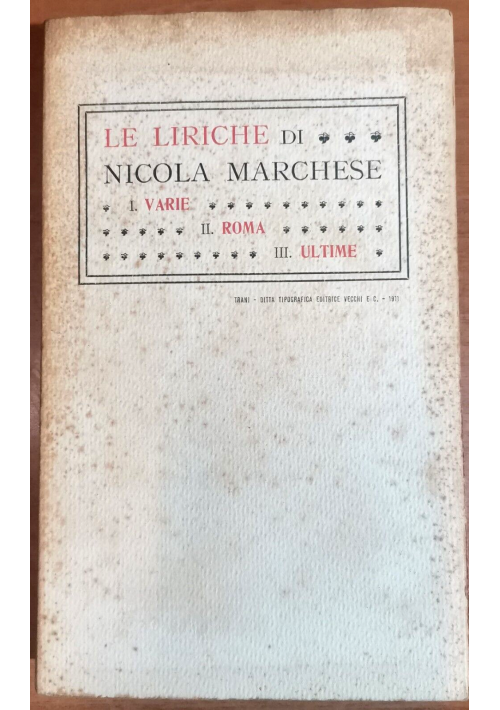 LE LIRICHE DI
NICOLA MARCHESE
I. VARIE
II. ROMA
III. ULTIME
TRANI - DITTA TIPOGRAFICA EDITRICE VECCHI E C. - 1911